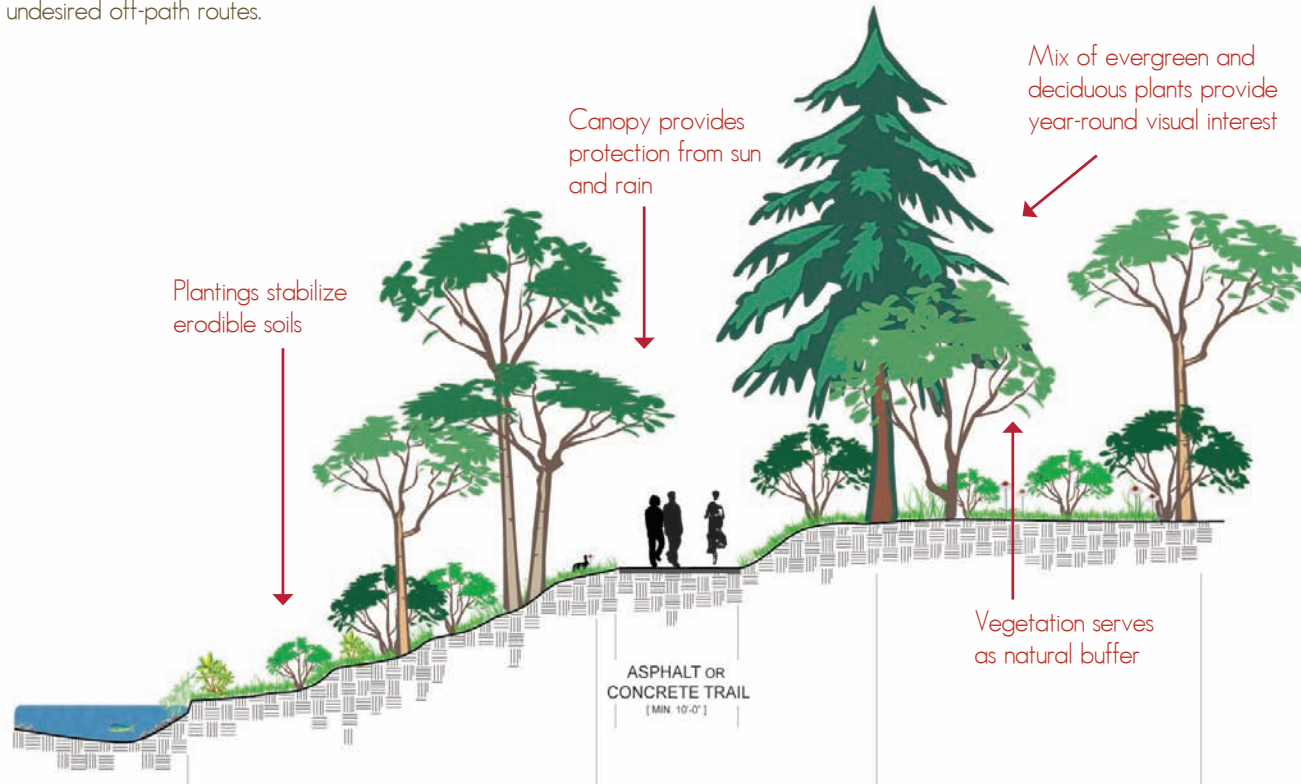 undesired off-path routes.
Mix of evergreen and
deciduous plants provide
year-round visual interest
Canopy provides
protection from sun
and rain
Plantings stabilize
erodible soils
Vegetation serves
as natural buffer
ASPHALT OR
CONCRETE TRAIL
[ MIN. 10'-0" ]